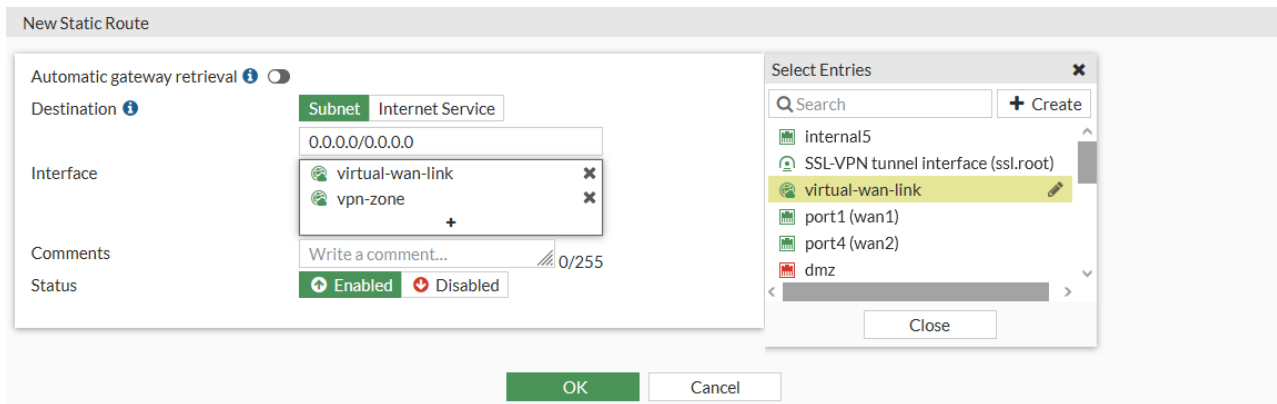 New Static Route
Automatic gateway retrieval
Destination
Subnet Internet Service
0.0.0.0/0.0.0.0
Interface
virtual-wan-link
vpn-zone
+
Comments
Write a comment... 0/255
Status
Enabled Disabled
Select Entries
Search
+ Create
internal5
SSL-VPN tunnel interface (ssl.root)
virtual-wan-link
port1 (wan1)
port4 (wan2)
dmz
Close
OK Cancel